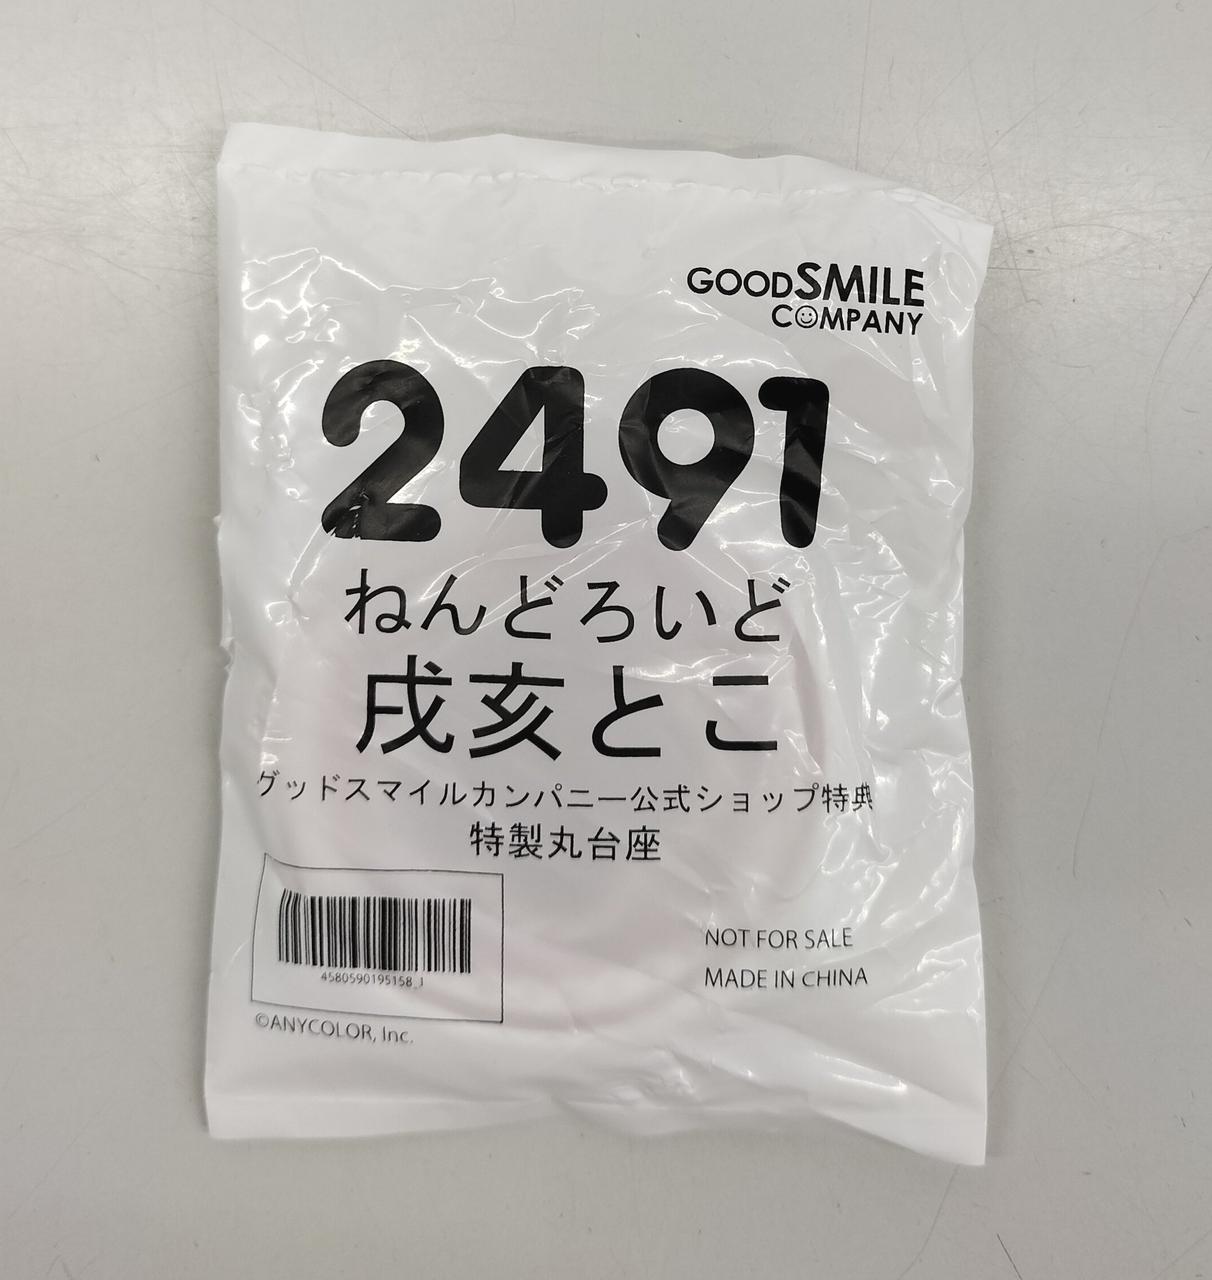 GOODSMILE
COMPANY
2491
ねんどろいど
戌亥とこ
グッドスマイルカンパニー公式ショップ特典
特製丸台座
4580590195158 1
NOT FOR SALE
MADE IN CHINA
©ANYCOLOR, Inc.